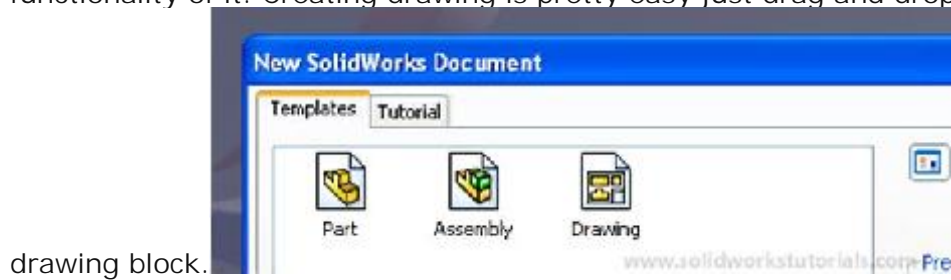 functionality of it. Creating drawing is pretty easy just drag and drop
New SolidWorks Document
Templates Tutorial
Part Assembly Drawing
www.solidworkstutorials.com Pre
drawing block.